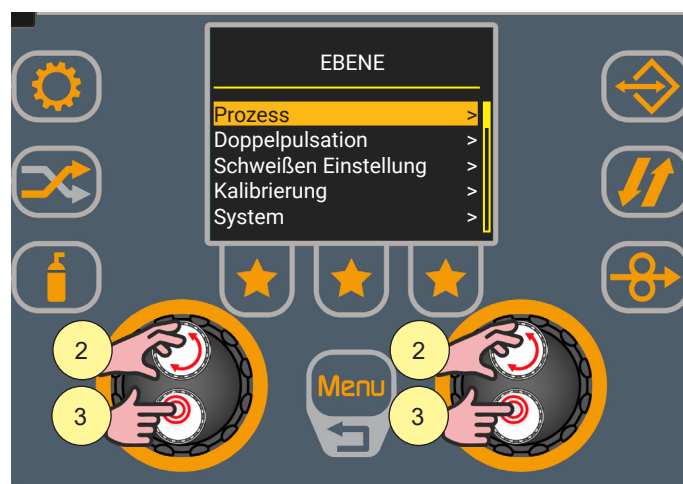 EBENE
Prozess >
Doppelpulsation >
Schweißen Einstellung >
Kalibrierung >
System >
2
3
Menu
2
3